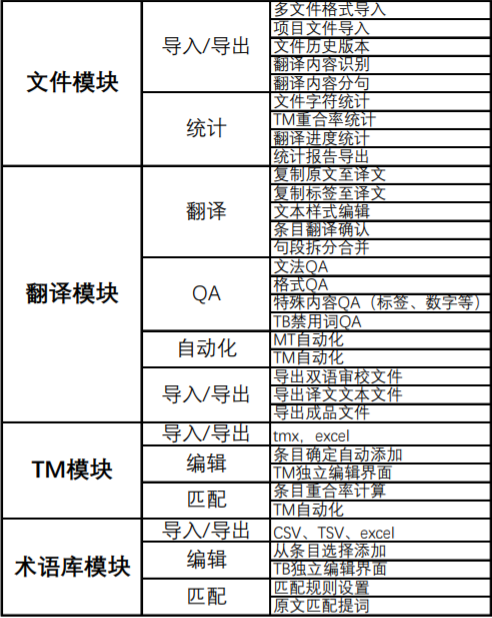 文件模块
导入/导出
多文件格式导入
项目文件导入
文件历史版本
翻译内容识别
翻译内容分句
统计
文件字符统计
TM重合率统计
翻译进度统计
统计报告导出
翻译模块
翻译
复制原文至译文
复制标签至译文
文本样式编辑
条目翻译确认
句段拆分合并
QA
文法QA
格式QA
特殊内容QA（标签、数字等）
TB禁用词QA
自动化
MT自动化
TM自动化
导入/导出
导出双语审校文件
导出译文文本文件
导出成品文件
TM模块
导入/导出
tmx，excel
编辑
条目确定自动添加
TM独立编辑界面
匹配
条目重合率计算
TM自动化
术语库模块
导入/导出
CSV、TSV、excel
编辑
从条目选择添加
TB独立编辑界面
匹配
匹配规则设置
原文匹配提词